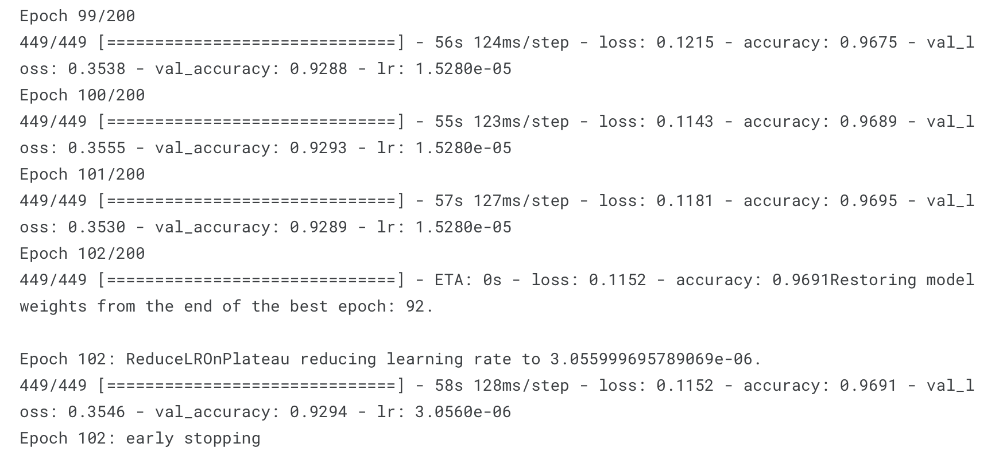 Epoch 99/200
449/449 [==============================] - 56s 124ms/step - loss: 0.1215 - accuracy: 0.9675 - val_l
oss: 0.3538 - val_accuracy: 0.9288 - lr: 1.5280e-05
Epoch 100/200
449/449 [==============================] - 55s 123ms/step - loss: 0.1143 - accuracy: 0.9689 - val_l
oss: 0.3555 - val_accuracy: 0.9293 - lr: 1.5280e-05
Epoch 101/200
449/449 [==============================] - 57s 127ms/step - loss: 0.1181 - accuracy: 0.9695 - val_l
oss: 0.3530 - val_accuracy: 0.9289 - lr: 1.5280e-05
Epoch 102/200
449/449 [==============================] - ETA: 0s - loss: 0.1152 - accuracy: 0.9691Restoring model
weights from the end of the best epoch: 92.
Epoch 102: ReduceLROnPlateau reducing learning rate to 3.055999695789069e-06.
449/449 [==============================] - 58s 128ms/step - loss: 0.1152 - accuracy: 0.9691 - val_l
oss: 0.3546 - val_accuracy: 0.9294 - lr: 3.0560e-06
Epoch 102: early stopping